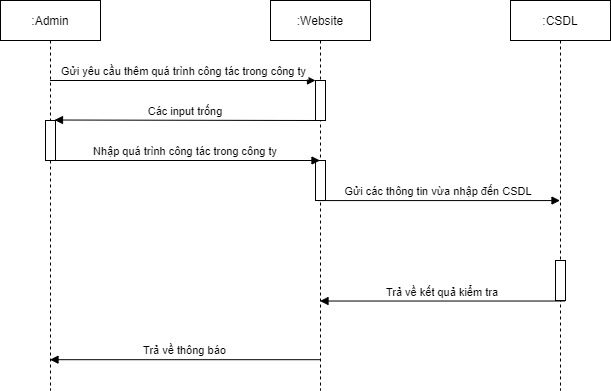 :Admin
:Website
:CSDL
Gửi yêu cầu thêm quá trình công tác trong công ty
Các input trống
Nhập quá trình công tác trong công ty
Gửi các thông tin vừa nhập đến CSDL
Trả về kết quả kiểm tra
Trả về thông báo